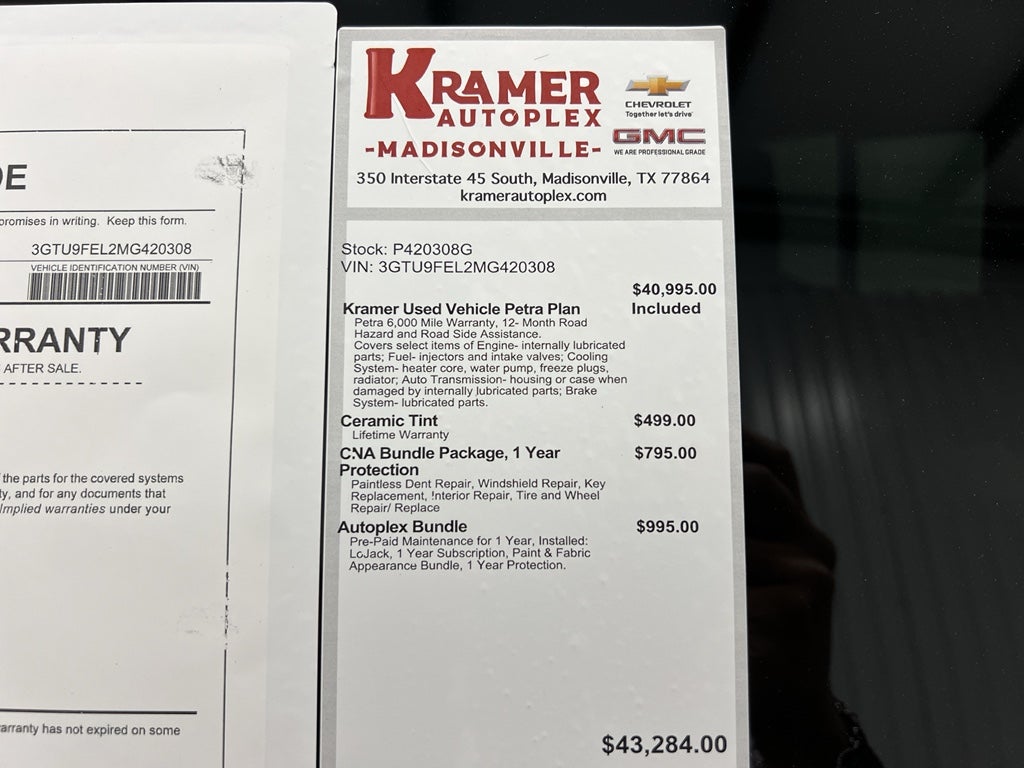 DE
promises in writing. Keep this form.
3GTU9FEL2MG420308
VEHICLE IDENTIFICATION NUMBER (VIN)
RRANTY
AFTER SALE.
the parts for the covered systems
ty, and for any documents that
Implied warranties under your
arranty has not expired on some
KRAMER
AUTOPLEX
-MADISONVILLE-
CHEVROLET
Together let's drive
GMC
WE ARE PROFESSIONAL GRADE
350 Interstate 45 South, Madisonville, TX 77864
kramerautoplex.com
Stock: P420308G
VIN: 3GTU9FEL2MG420308
$40,995.00
Kramer Used Vehicle Petra Plan Included
Petra 6,000 Mile Warranty, 12- Month Road
Hazard and Road Side Assistance.
Covers select items of Engine- internally lubricated
parts; Fuel- injectors and intake valves; Cooling
System- heater core, water pump, freeze plugs,
radiator; Auto Transmission- housing or case when
damaged by internally lubricated parts; Brake
System- lubricated parts.
Ceramic Tint $499.00
Lifetime Warranty
CNA Bundle Package, 1 Year $795.00
Protection
Paintless Dent Repair, Windshield Repair, Key
Replacement, Interior Repair, Tire and Wheel
Repair/ Replace
Autoplex Bundle $995.00
Pre-Paid Maintenance for 1 Year, Installed:
LoJack, 1 Year Subscription, Paint & Fabric
Appearance Bundle, 1 Year Protection.
$43,284.00